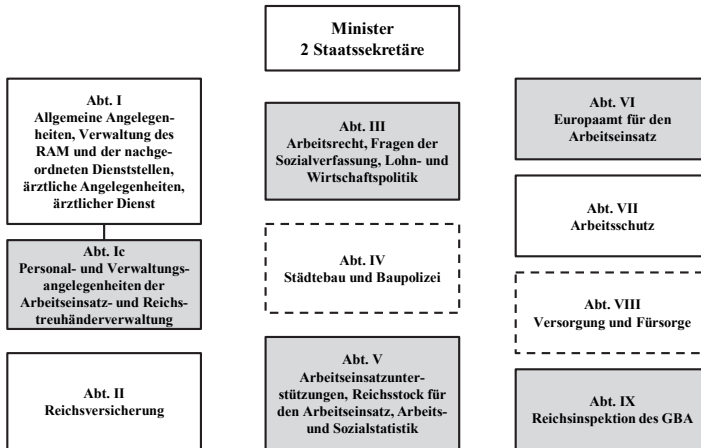 Minister
2 Staatssekretäre
Abt. I
Allgemeine Angelegen-
heiten, Verwaltung des
RAM und der nachge-
ordneten Dienststellen,
ärztliche Angelegenheiten,
ärztlicher Dienst
Abt. Ic
Personal- und Verwaltungs-
angelegenheiten der
Arbeitseinsatz- und Reichs-
treuhänderverwaltung
Abt. II
Reichsversicherung
Abt. III
Arbeitsrecht, Fragen der
Sozialverfassung, Lohn- und
Wirtschaftspolitik
Abt. IV
Städtebau und Baupolizei
Abt. V
Arbeitseinsatzunter-
stützungen, Reichsstock für
den Arbeitseinsatz, Arbeits-
und Sozialstatistik
Abt. VI
Europaamt für den
Arbeitseinsatz
Abt. VII
Arbeitsschutz
Abt. VIII
Versorgung und Fürsorge
Abt. IX
Reichsinspektion des GBA